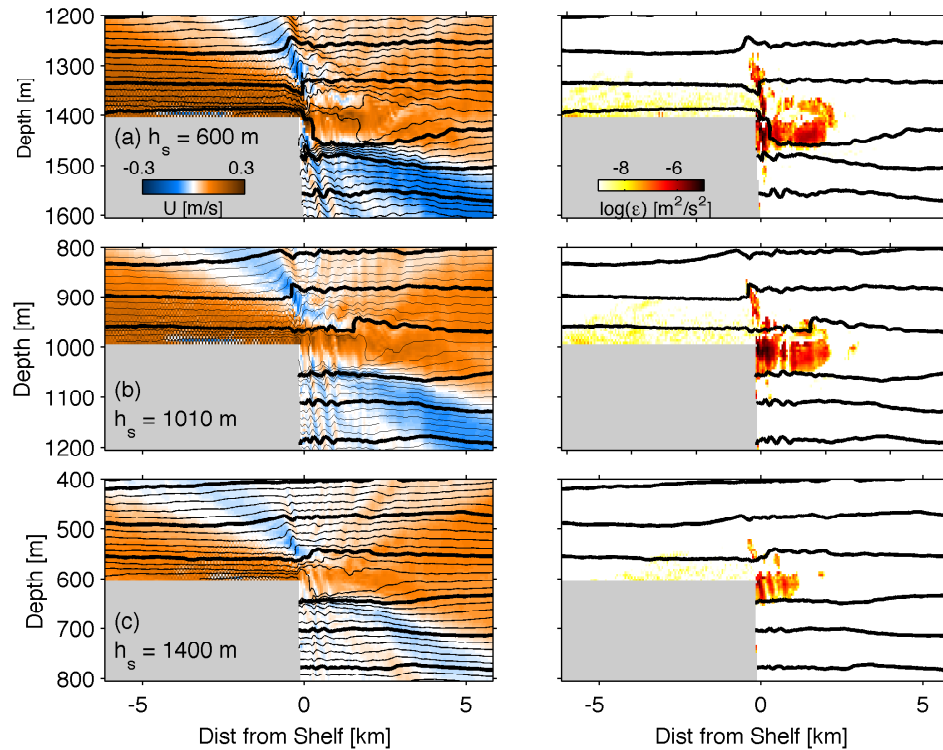 1200
1300
1400
1500
1600
Depth [m]
(a) h_s = 600 m
-0.3 0.3
U [m/s]
-8 -6
log(ε) [m²/s²]
800
900
1000
1100
1200
Depth [m]
(b)
h_s = 1010 m
400
500
600
700
800
Depth [m]
(c)
h_s = 1400 m
-5 0 5
Dist from Shelf [km]
-5 0 5
Dist from Shelf [km]